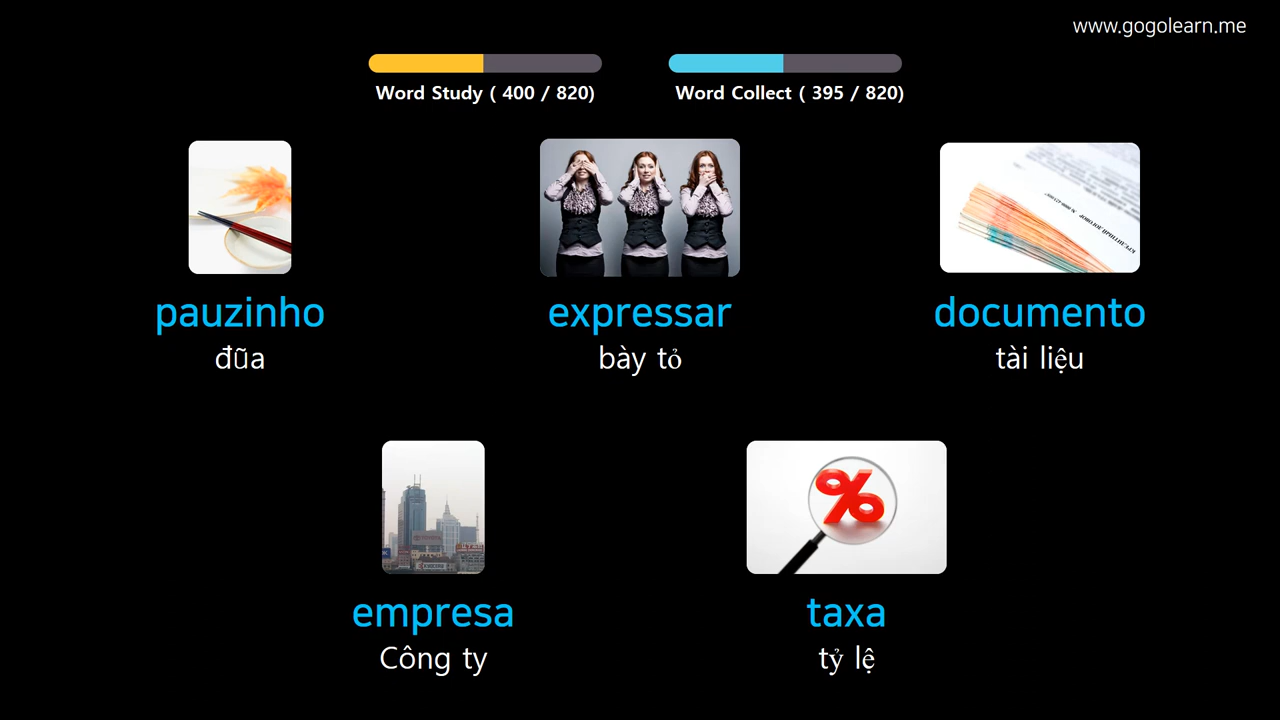 www.gogolearn.me
Word Study ( 400 / 820)
Word Collect ( 395 / 820)
pauzinho
đũa
expressar
bày tỏ
documento
tài liệu
empresa
Công ty
taxa
tỷ lệ